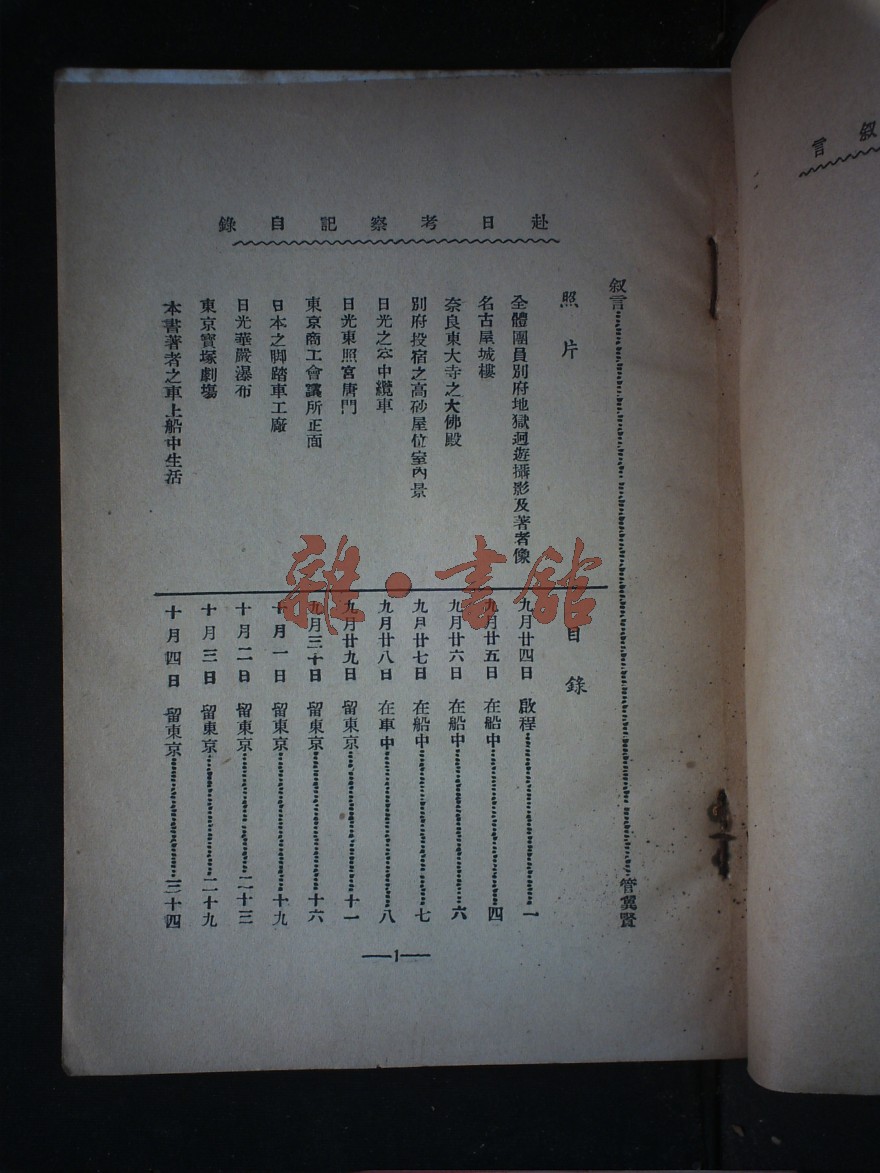 赴日考察記自錄
叙言 管翼賢
照片
全體團員別府地獄迴遊攝影及著者像
名古屋城樓
奈良東大寺之大佛殿
別府投宿之高砂屋位室內景
日光之空中纜車
日光東照宮唐門
東京商工會議所正面
日本之脚踏車工廠
日光華嚴瀑布
東京寶塚劇場
本書著者之車上船中生活
目錄
九月廿四日 啟程 一
九月廿五日 在船中 四
九月廿六日 在船中 六
九月廿七日 在船中 七
九月廿八日 在車中 八
九月廿九日 留東京 十一
九月三十日 留東京 十六
十月一日 留東京 十九
十月二日 留東京 二十三
十月三日 留東京 二十九
十月四日 留東京 三十四
—1—
叙言
雜·書館